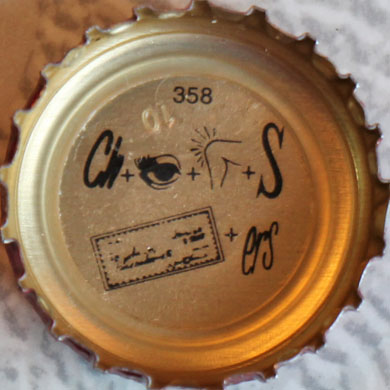 358
Ch + + + S
+ ers